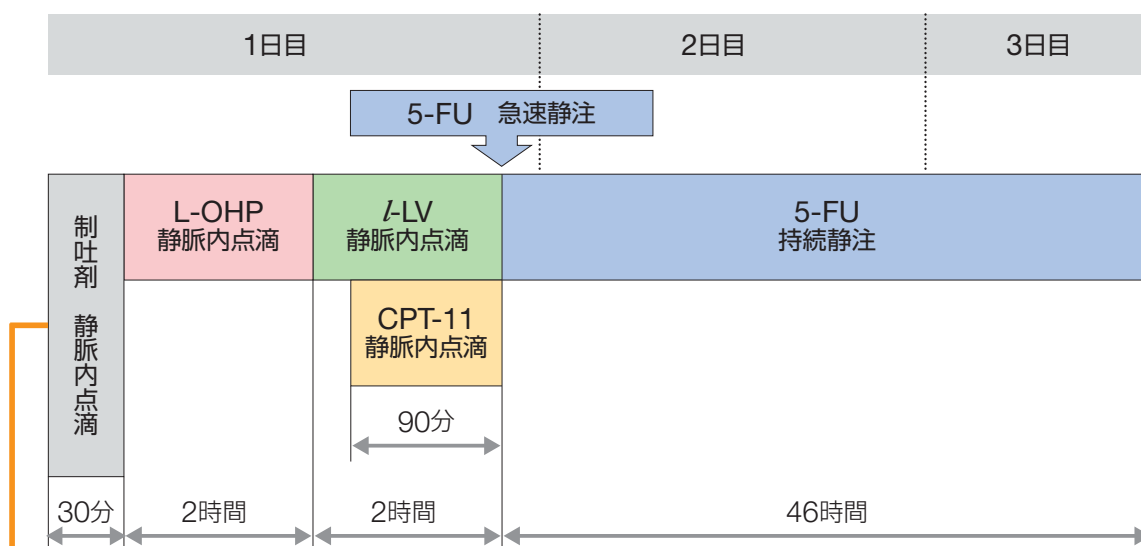 1日目
2日目
3日目
5-FU 急速静注
制吐剤 静脈内点滴
L-OHP
静脈内点滴
l-LV
静脈内点滴
5-FU
持続静注
CPT-11
静脈内点滴
90分
30分
2時間
2時間
46時間